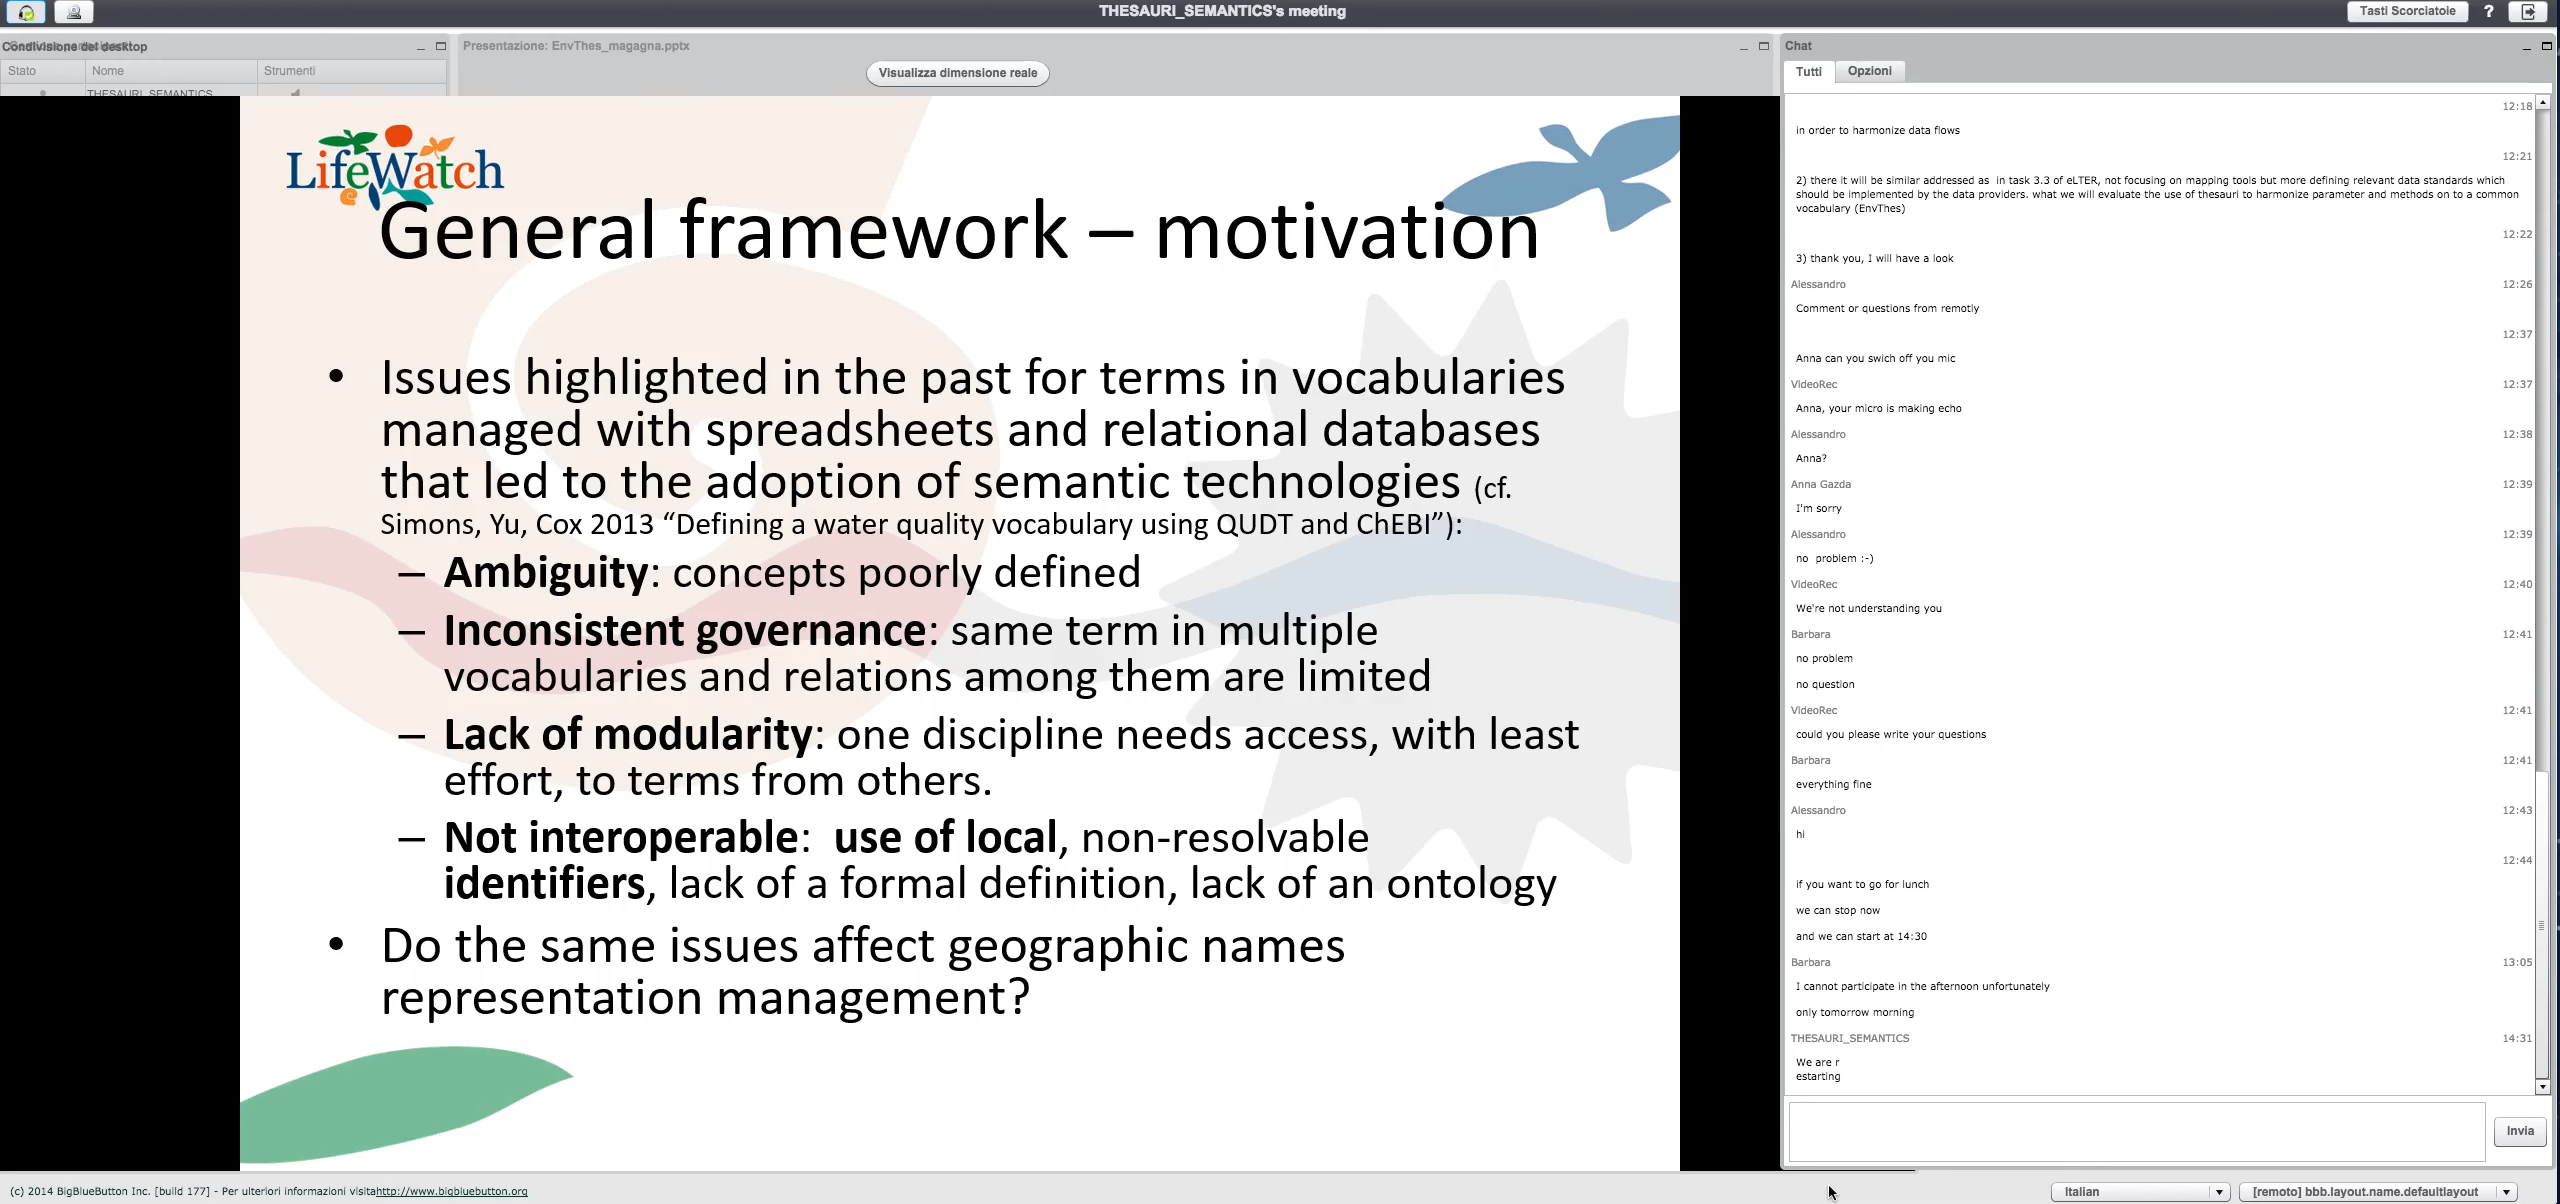 THESAURI_SEMANTICS's meeting
Tasti Scorciatoie
?
Condivisione del desktop
Stato
Nome
Strumenti
THESAURI_SEMANTICS
Presentazione: EnvThes_magagna.pptx
Visualizza dimensione reale
LifeWatch
General framework – motivation
• Issues highlighted in the past for terms in vocabularies
managed with spreadsheets and relational databases
that led to the adoption of semantic technologies (cf.
Simons, Yu, Cox 2013 “Defining a water quality vocabulary using QUDT and ChEBI”):
– Ambiguity: concepts poorly defined
– Inconsistent governance: same term in multiple
vocabularies and relations among them are limited
– Lack of modularity: one discipline needs access, with least
effort, to terms from others.
– Not interoperable: use of local, non-resolvable
identifiers, lack of a formal definition, lack of an ontology
• Do the same issues affect geographic names
representation management?
Chat
Tutti
Opzioni
12:18
in order to harmonize data flows
12:21
2) there it will be similar addressed as in task 3.3 of eLTER, not focusing on mapping tools but more defining relevant data standards which
should be implemented by the data providers. what we will evaluate the use of thesauri to harmonize parameter and methods on to a common
vocabulary (EnvThes)
12:22
3) thank you, I will have a look
Alessandro 12:26
Comment or questions from remotly
12:37
Anna can you swich off you mic
VideoRec 12:37
Anna, your micro is making echo
Alessandro 12:38
Anna?
Anna Gazda 12:39
I'm sorry
Alessandro 12:39
no problem :-)
VideoRec 12:40
We're not understanding you
Barbara 12:41
no problem
no question
VideoRec 12:41
could you please write your questions
Barbara 12:41
everything fine
Alessandro 12:43
hi
12:44
if you want to go for lunch
we can stop now
and we can start at 14:30
Barbara 13:05
I cannot participate in the afternoon unfortunately
only tomorrow morning
THESAURI_SEMANTICS 14:31
We are r
estarting
Invia
(c) 2014 BigBlueButton Inc. [build 177] - Per ulteriori informazioni visitahttp://www.bigbluebutton.org
Italian
[remoto] bbb.layout.name.defaultlayout